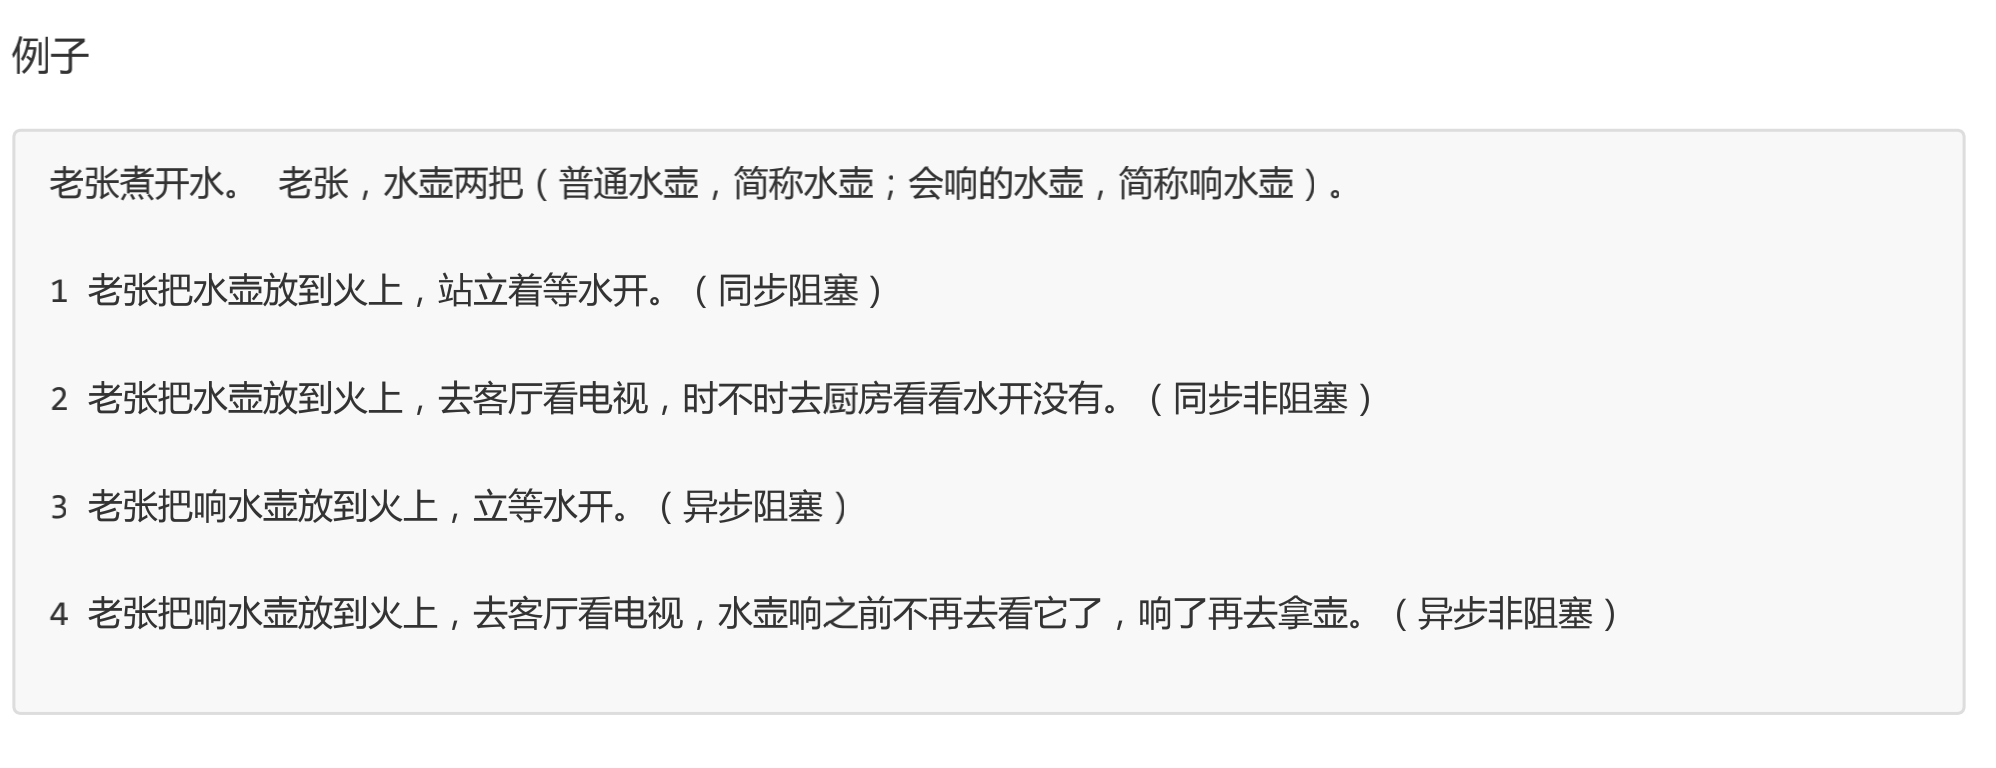 例子
老张煮开水。 老张，水壶两把（普通水壶，简称水壶；会响的水壶，简称响水壶）。
1 老张把水壶放到火上，站立着等水开。（同步阻塞）
2 老张把水壶放到火上，去客厅看电视，时不时去厨房看看水开没有。（同步非阻塞）
3 老张把响水壶放到火上，立等水开。（异步阻塞）
4 老张把响水壶放到火上，去客厅看电视，水壶响之前不再去看它了，响了再去拿壶。（异步非阻塞）